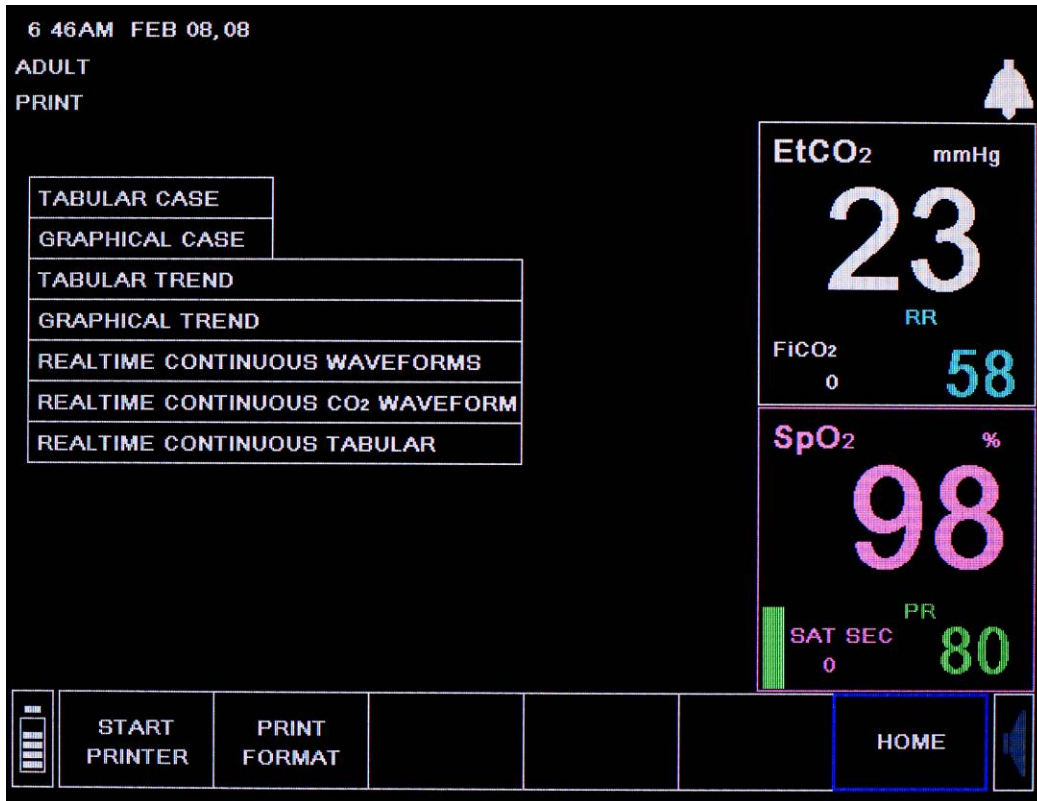 6 46AM FEB 08,08
ADULT
PRINT
TABULAR CASE
GRAPHICAL CASE
TABULAR TREND
GRAPHICAL TREND
REALTIME CONTINUOUS WAVEFORMS
REALTIME CONTINUOUS CO₂ WAVEFORM
REALTIME CONTINUOUS TABULAR
EtCO₂ mmHg
23
RR
FiCO₂
0
58
SpO₂ %
98
PR
SAT SEC
0
80
START
PRINTER
PRINT
FORMAT
HOME